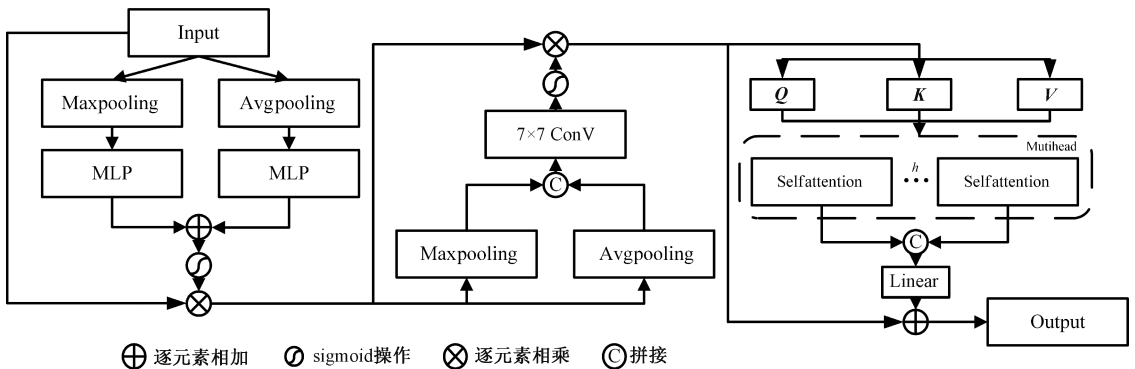 Input
Maxpooling
Avgpooling
MLP
MLP
7×7 ConV
C
Maxpooling
Avgpooling
Q
K
V
Mutihead
Selfattention
h
...
Selfattention
C
Linear
Output
逐元素相加
sigmoid操作
逐元素相乘
C拼接